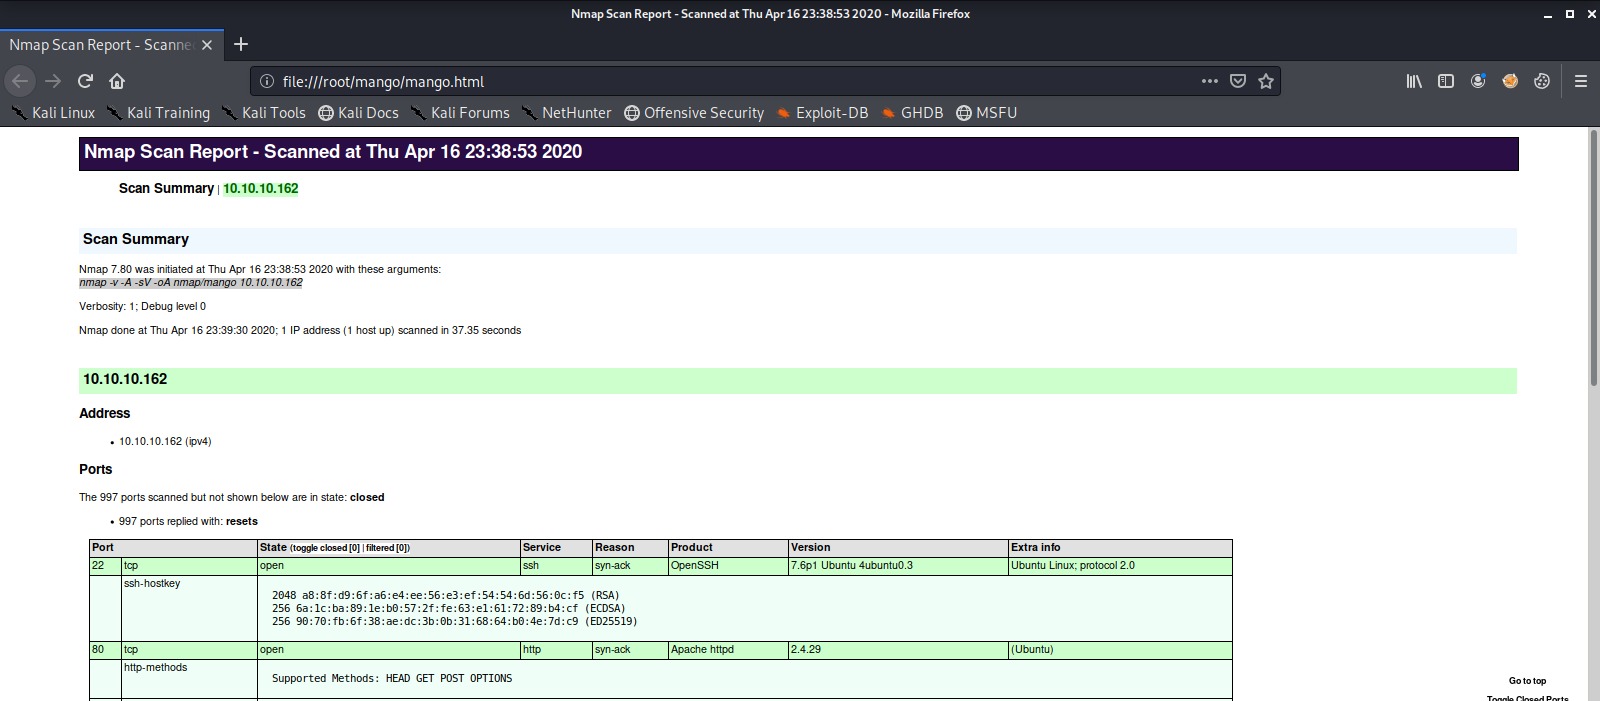 Nmap Scan Report - Scanned at Thu Apr 16 23:38:53 2020 - Mozilla Firefox
Nmap Scan Report - Scanne
file:///root/mango/mango.html
Kali Linux Kali Training Kali Tools Kali Docs Kali Forums NetHunter Offensive Security Exploit-DB GHDB MSFU
Nmap Scan Report - Scanned at Thu Apr 16 23:38:53 2020
Scan Summary | 10.10.10.162
Scan Summary
Nmap 7.80 was initiated at Thu Apr 16 23:38:53 2020 with these arguments:
nmap -v -A -sV -oA nmap/mango 10.10.10.162
Verbosity: 1; Debug level 0
Nmap done at Thu Apr 16 23:39:30 2020; 1 IP address (1 host up) scanned in 37.35 seconds
10.10.10.162
Address
• 10.10.10.162 (ipv4)
Ports
The 997 ports scanned but not shown below are in state: closed
• 997 ports replied with: resets
Port State (toggle closed [0] | filtered [0]) Service Reason Product Version Extra info
22 tcp open ssh syn-ack OpenSSH 7.6p1 Ubuntu 4ubuntu0.3 Ubuntu Linux; protocol 2.0
ssh-hostkey
2048 a8:8f:d9:6f:a6:e4:ee:56:e3:ef:54:54:6d:56:0c:f5 (RSA)
256 6a:1c:ba:89:1e:b0:57:2f:fe:63:e1:61:72:89:b4:cf (ECDSA)
256 90:70:fb:6f:38:ae:dc:3b:0b:31:68:64:b0:4e:7d:c9 (ED25519)
80 tcp open http syn-ack Apache httpd 2.4.29 (Ubuntu)
http-methods
Supported Methods: HEAD GET POST OPTIONS
Go to top
Toggle Closed Ports